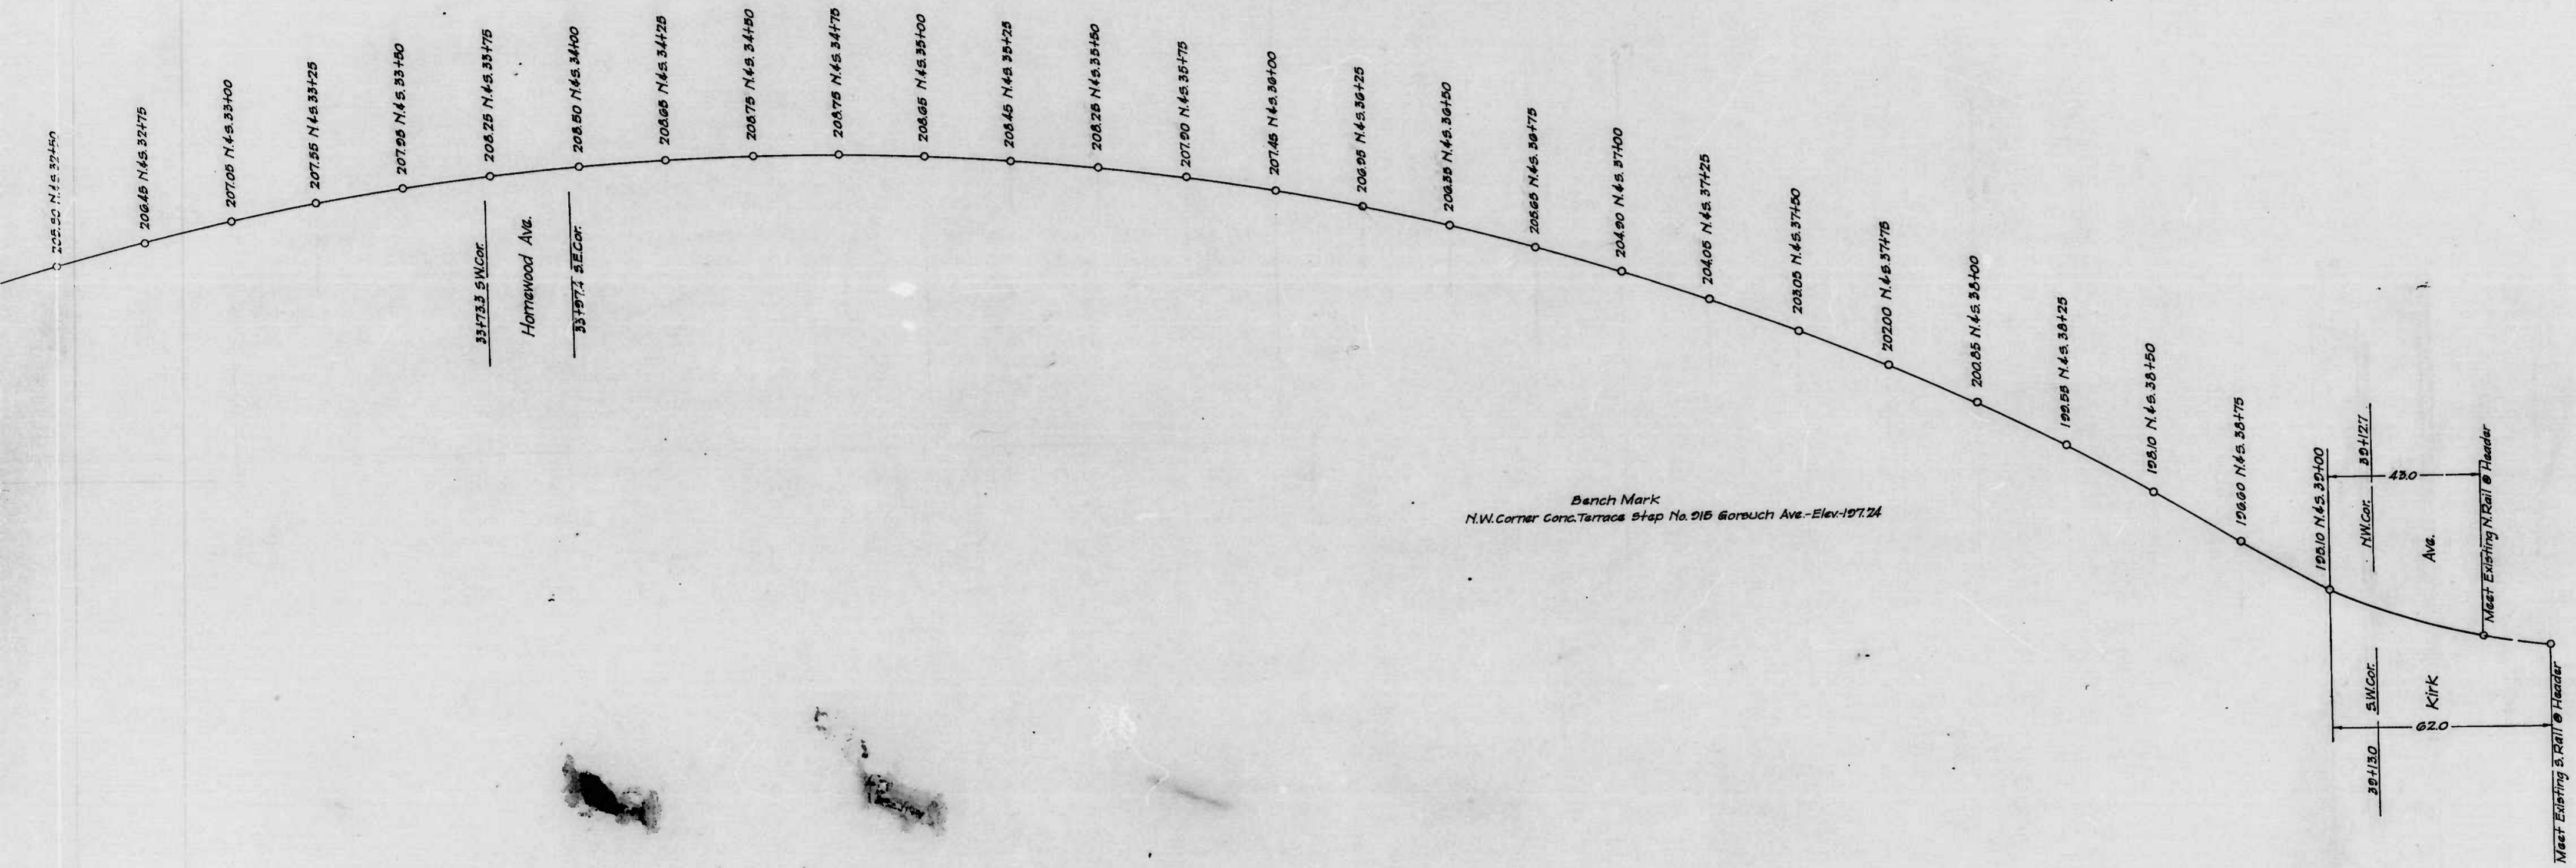 205.80 N.&S. 32+50
206.45 N.&S. 32+75
207.05 N.&S. 33+00
207.55 N.&S. 33+25
207.95 N.&S. 33+50
208.25 N.&S. 33+75
208.50 N.&S. 34+00
208.65 N.&S. 34+25
208.75 N.&S. 34+50
208.75 N.&S. 34+75
208.65 N.&S. 35+00
208.45 N.&S. 35+25
208.25 N.&S. 35+50
207.90 N.&S. 35+75
207.45 N.&S. 36+00
206.95 N.&S. 36+25
206.35 N.&S. 36+50
205.65 N.&S. 36+75
204.90 N.&S. 37+00
204.05 N.&S. 37+25
203.05 N.&S. 37+50
202.00 N.&S. 37+75
200.85 N.&S. 38+00
199.55 N.&S. 38+25
198.10 N.&S. 38+50
196.60 N.&S. 38+75
195.10 N.&S. 39+00
33+73.3 S.W.Cor.
Homewood Ave.
33+97.4 S.E.Cor.
Bench Mark
N.W. Corner Conc. Terrace Step No. 915 Gorsuch Ave.-Elev.-197.24
N.W.Cor. 39+12.7
43.0
Meet Existing N. Rail @ Header
39+13.0 S.W.Cor.
Kirk Ave.
62.0
Meet Existing S. Rail @ Header